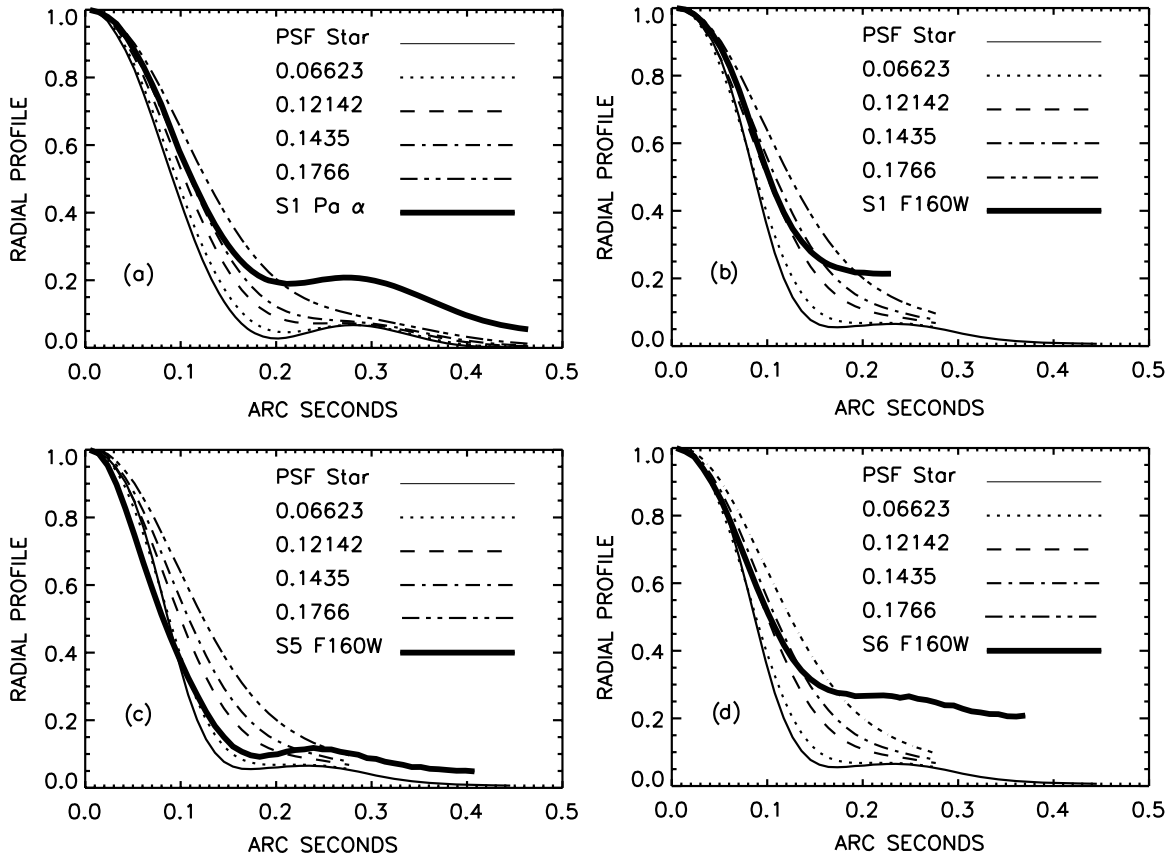 1.0
0.8
0.6
0.4
0.2
0.0
RADIAL PROFILE
PSF Star
0.06623
0.12142
0.1435
0.1766
S1 Pa α
(a)
0.0 0.1 0.2 0.3 0.4 0.5
ARC SECONDS
1.0
0.8
0.6
0.4
0.2
0.0
RADIAL PROFILE
PSF Star
0.06623
0.12142
0.1435
0.1766
S1 F160W
(b)
0.0 0.1 0.2 0.3 0.4 0.5
ARC SECONDS
1.0
0.8
0.6
0.4
0.2
0.0
RADIAL PROFILE
PSF Star
0.06623
0.12142
0.1435
0.1766
S5 F160W
(c)
0.0 0.1 0.2 0.3 0.4 0.5
ARC SECONDS
1.0
0.8
0.6
0.4
0.2
0.0
RADIAL PROFILE
PSF Star
0.06623
0.12142
0.1435
0.1766
S6 F160W
(d)
0.0 0.1 0.2 0.3 0.4 0.5
ARC SECONDS